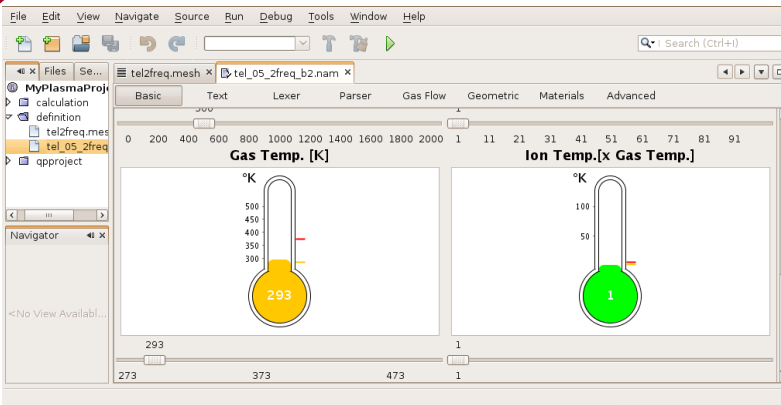 File Edit View Navigate Source Run Debug Tools Window Help
Search (Ctrl+I)
Files Se...
tel2freq.mesh tel_05_2freq_b2.nam
MyPlasmaProj
Basic Text Lexer Parser Gas Flow Geometric Materials Advanced
calculation
definition
tel2freq.mes
tel_05_2freq
qpproject
0 200 400 600 800 1000 1200 1400 1600 1800 2000
1 11 21 31 41 51 61 71 81 91
Gas Temp. [K]
Ion Temp.[x Gas Temp.]
°K
500
450
400
350
300
293
°K
100
50
1
Navigator
<No View Availabl...
293
273 373 473
1
1